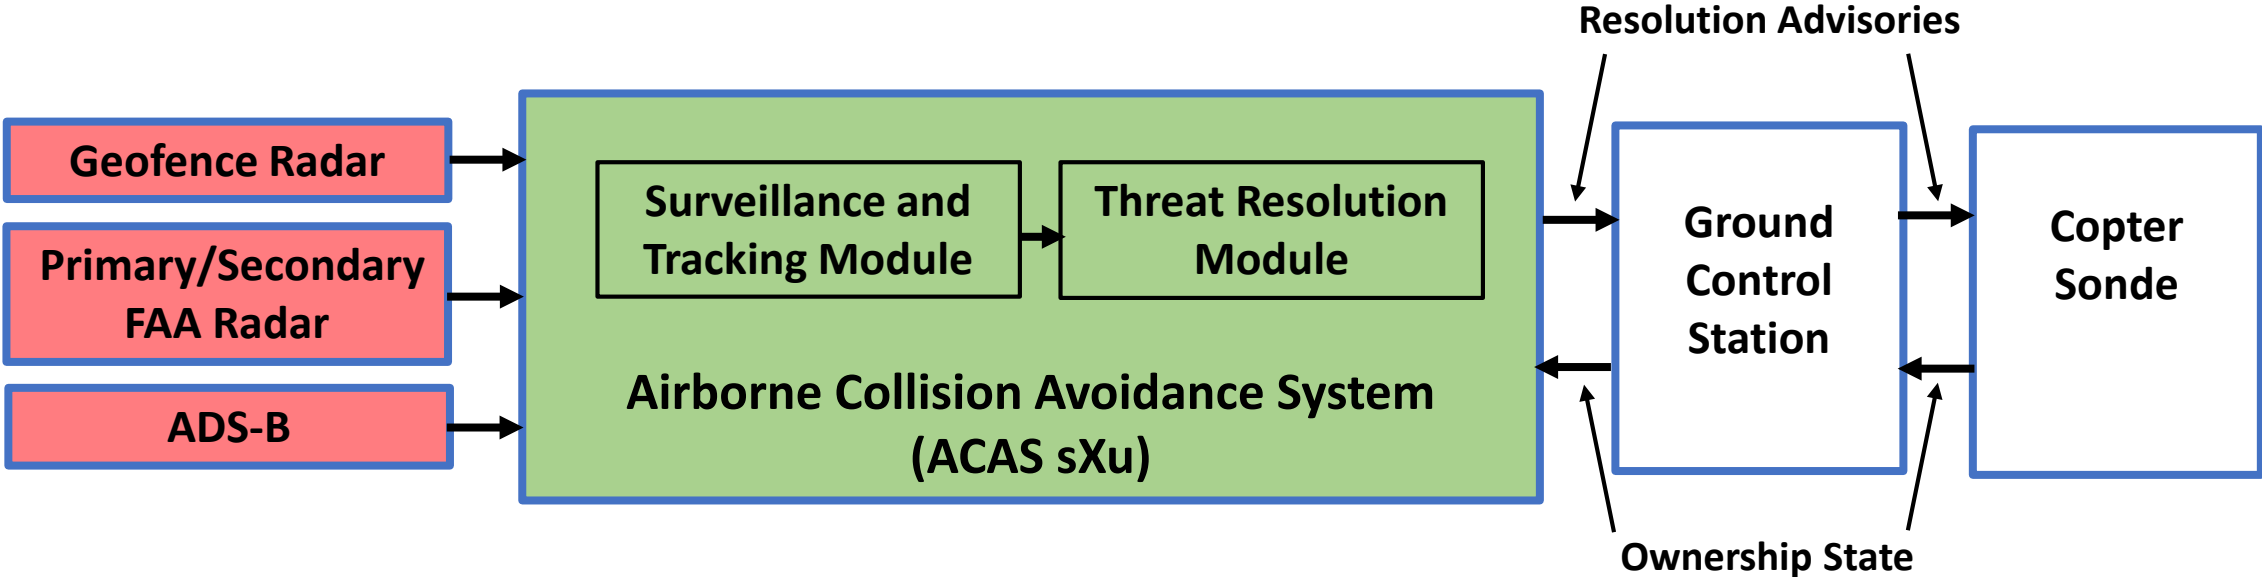 Resolution Advisories
Geofence Radar
Primary/Secondary
FAA Radar
ADS-B
Surveillance and
Tracking Module
Threat Resolution
Module
Airborne Collision Avoidance System
(ACAS sXu)
Ground
Control
Station
Copter
Sonde
Ownership State